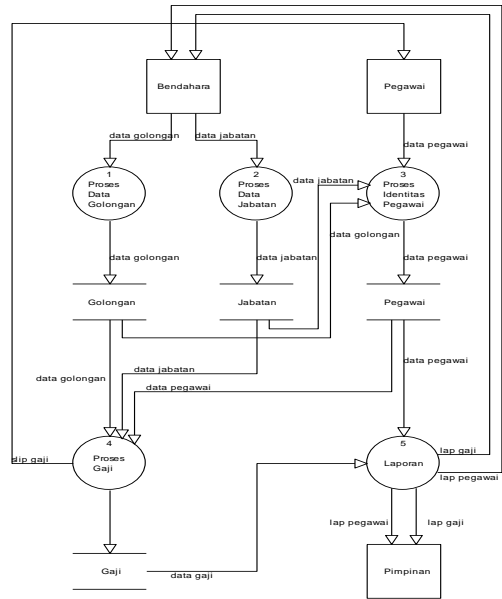 Bendahara
Pegawai
data golongan
data jabatan
data pegawai
1
Proses
Data
Golongan
2
Proses
Data
Jabatan
data jabatan
3
Proses
Identitas
Pegawai
data golongan
data golongan
data jabatan
data pegawai
Golongan
Jabatan
Pegawai
data golongan
data jabatan
data pegawai
data pegawai
slip gaji
4
Proses
Gaji
5
Laporan
lap gaji
lap pegawai
lap pegawai
lap gaji
Gaji
data gaji
Pimpinan